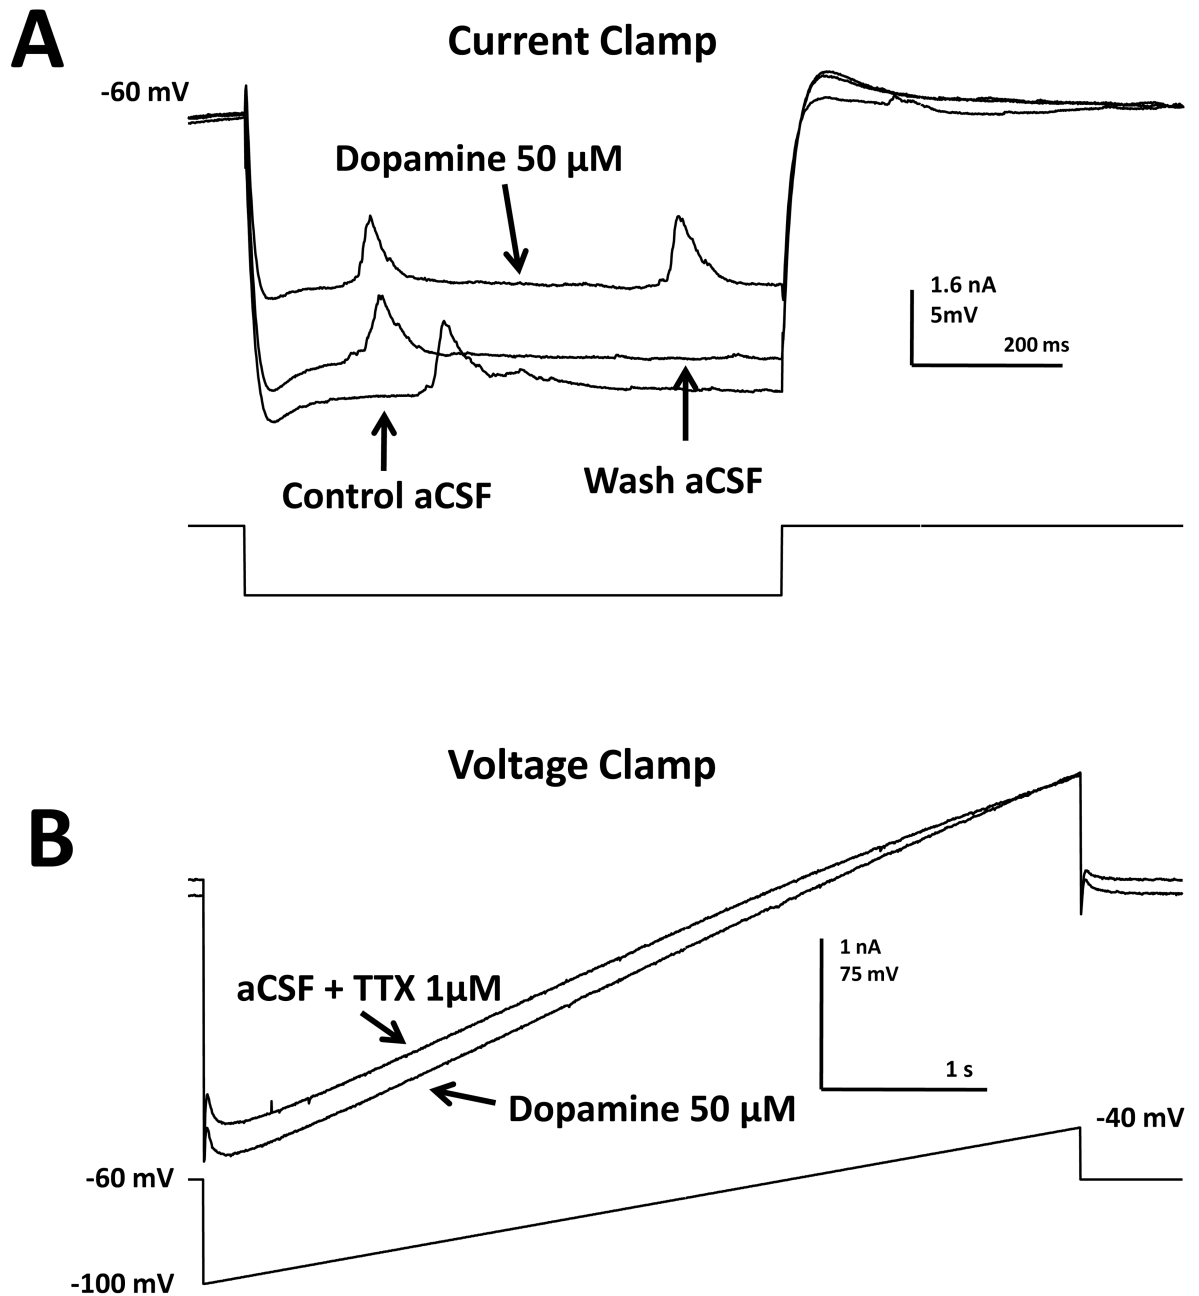 A
Current Clamp
-60 mV
Dopamine 50 µM
1.6 nA
5mV
200 ms
Control aCSF
Wash aCSF
Voltage Clamp
B
aCSF + TTX 1µM
1 nA
75 mV
1 s
Dopamine 50 µM
-40 mV
-60 mV
-100 mV